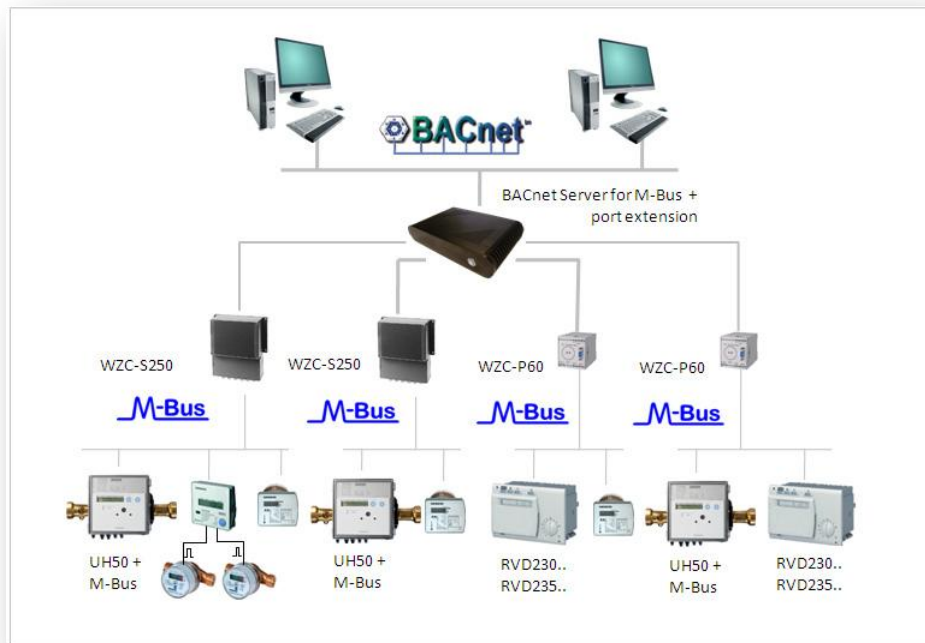 BACnet™
BACnet Server for M-Bus +
port extension
WZC-S250
WZC-S250
WZC-P60
WZC-P60
M-Bus
M-Bus
M-Bus
M-Bus
UH50 +
M-Bus
UH50 +
M-Bus
RVD230..
RVD235..
UH50 +
M-Bus
RVD230..
RVD235..